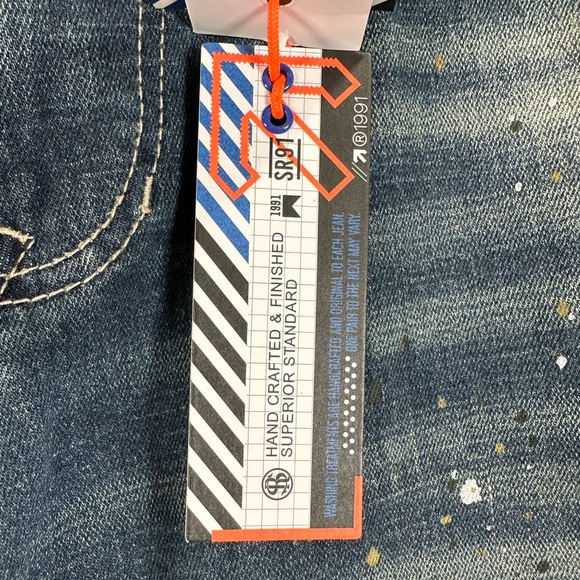 //↗®1991
SR91
1991
HAND CRAFTED & FINISHED
SUPERIOR STANDARD
WASHING TREATMENTS ARE HANDCRAFTED AND ORIGINAL TO EACH JEAN.
ONE PAIR TO THE NEXT MAY VARY.